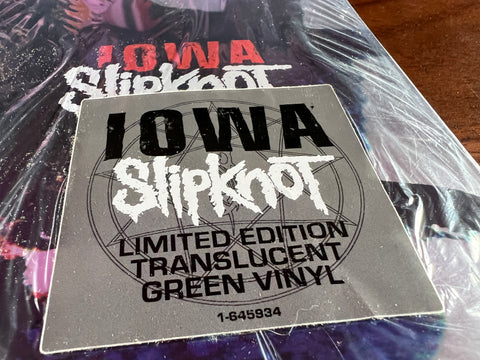 IOWA
Slipknot
IOWA
Slipknot
LIMITED EDITION
TRANSLUCENT
GREEN VINYL
1-645934